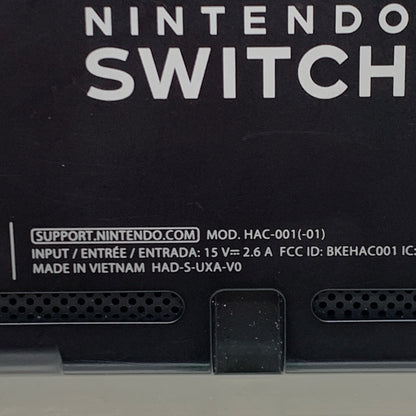 NINTENDO
SWITCH
SUPPORT.NINTENDO.COM MOD. HAC-001(-01)
INPUT / ENTRÉE / ENTRADA: 15 V⎓ 2.6 A FCC ID: BKEHAC001 IC:
MADE IN VIETNAM HAD-S-UXA-V0